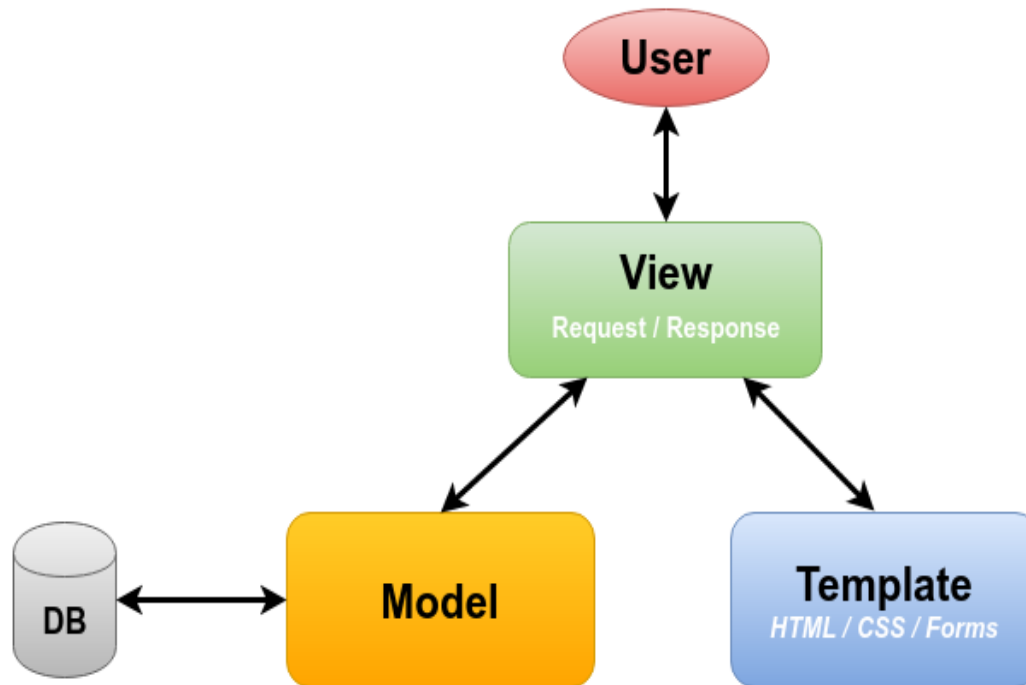 User
View
Request / Response
Model
DB
Template
HTML / CSS / Forms